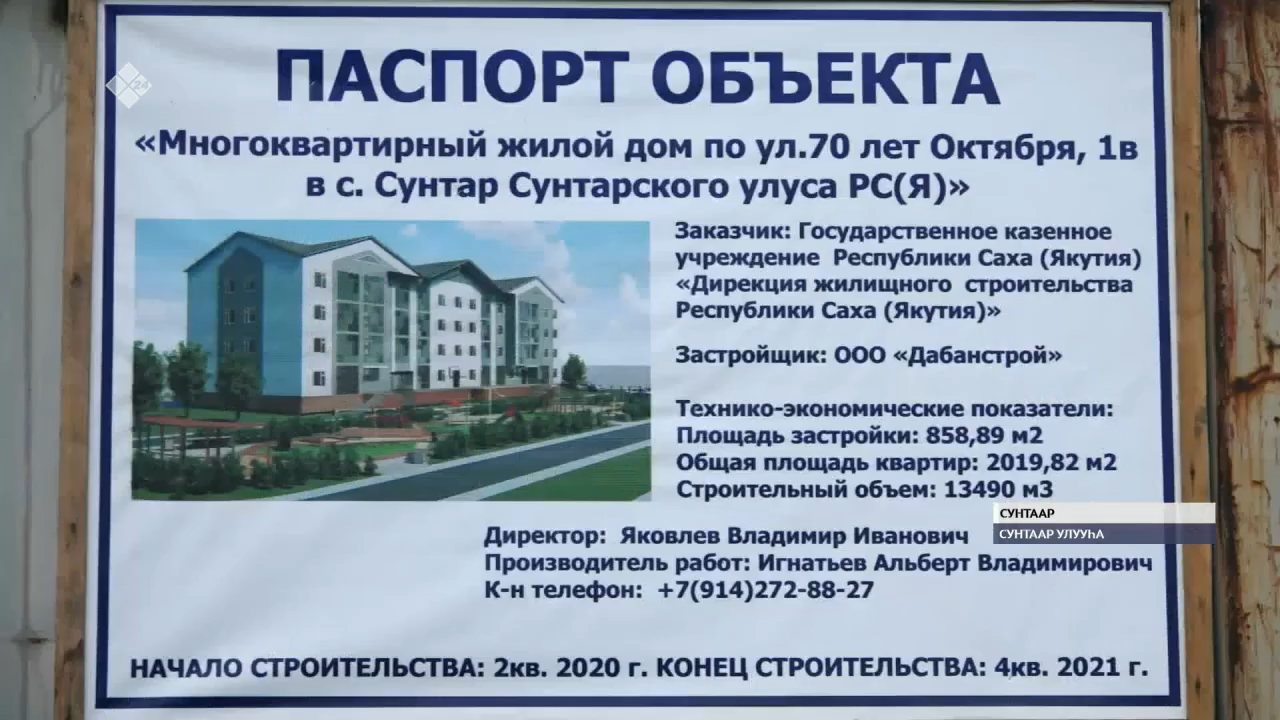 ПАСПОРТ ОБЪЕКТА
«Многоквартирный жилой дом по ул.70 лет Октября, 1в
в с. Сунтар Сунтарского улуса РС(Я)»
Заказчик: Государственное казенное
учреждение Республики Саха (Якутия)
«Дирекция жилищного строительства
Республики Саха (Якутия)»
Застройщик: ООО «Дабанстрой»
Технико-экономические показатели:
Площадь застройки: 858,89 м2
Общая площадь квартир: 2019,82 м2
Строительный объем: 13490 м3
СУНТААР
СУНТААР УЛУУҺА
Директор: Яковлев Владимир Иванович
Производитель работ: Игнатьев Альберт Владимирович
К-н телефон: +7(914)272-88-27
НАЧАЛО СТРОИТЕЛЬСТВА: 2кв. 2020 г. КОНЕЦ СТРОИТЕЛЬСТВА: 4кв. 2021 г.
24